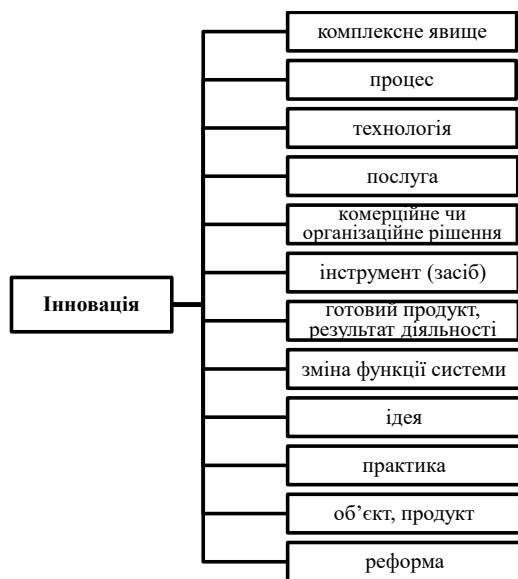 комплексне явище
процес
технологія
послуга
комерційне чи
організаційне рішення
Інновація
інструмент (засіб)
готовий продукт,
результат діяльності
зміна функції системи
ідея
практика
об’єкт, продукт
реформа